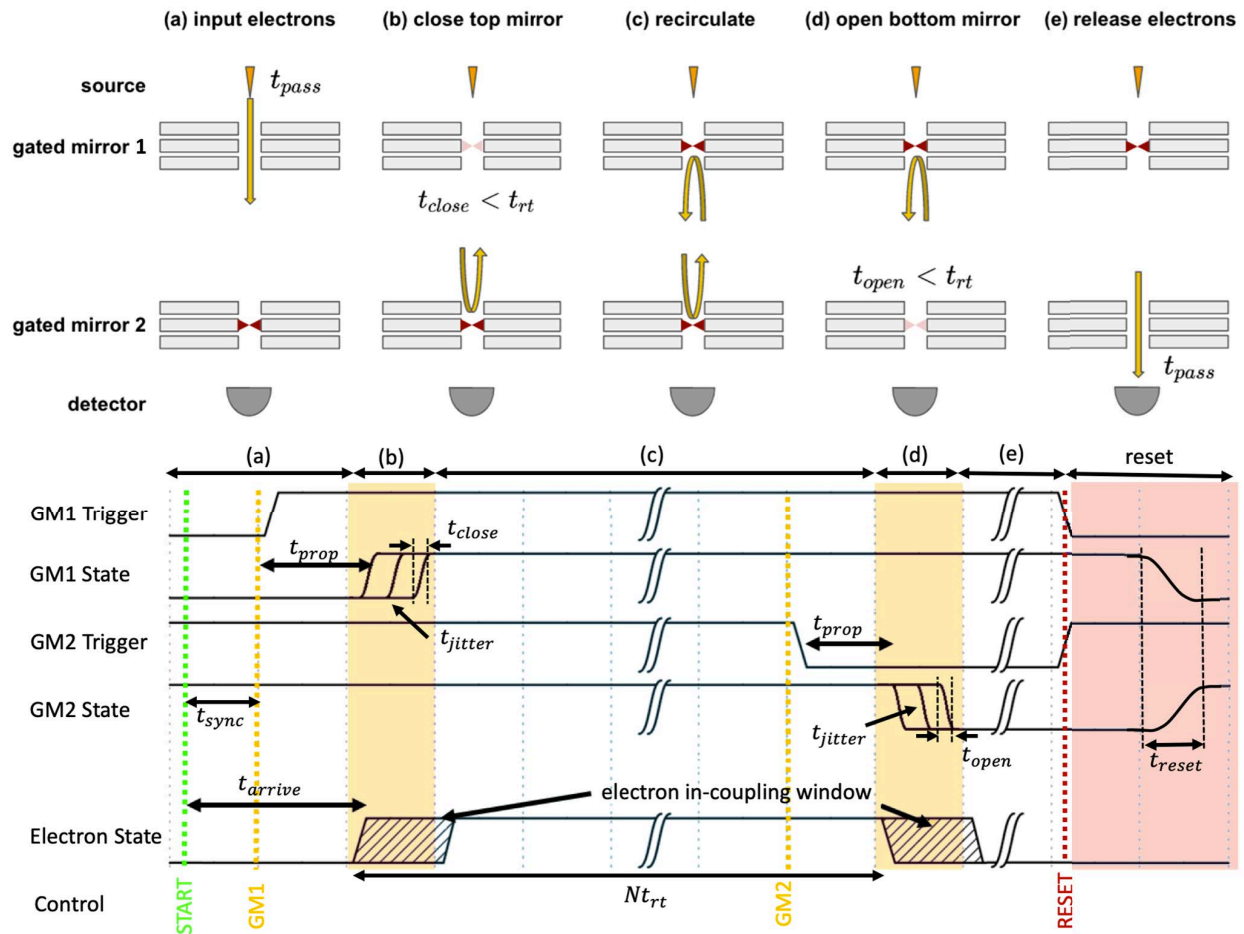 (a) input electrons (b) close top mirror (c) recirculate (d) open bottom mirror (e) release electrons
source
t_pass
gated mirror 1
t_close < t_rt
t_open < t_rt
gated mirror 2
t_pass
detector
(a) (b) (c) (d) (e) reset
GM1 Trigger
t_close
t_prop
GM1 State
t_jitter
GM2 Trigger
t_prop
GM2 State
t_sync
t_jitter
t_open
t_reset
t_arrive
electron in-coupling window
Electron State
Nt_rt
Control
START
GM1
GM2
RESET